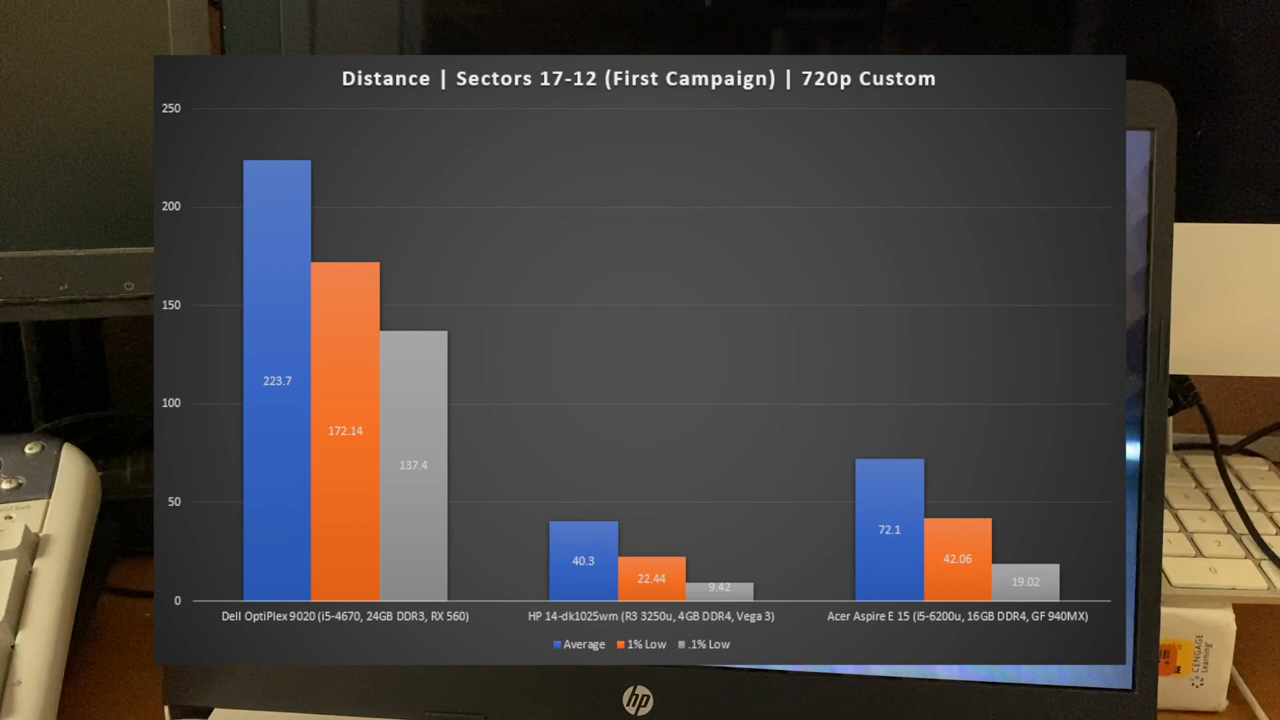 Distance | Sectors 17-12 (First Campaign) | 720p Custom
250
200
150
100
50
0
223.7
172.14
137.4
40.3
22.44
9.42
72.1
42.06
19.02
Dell OptiPlex 9020 (i5-4670, 24GB DDR3, RX 560)
HP 14-dk1025wm (R3 3250u, 4GB DDR4, Vega 3)
Acer Aspire E 15 (i5-6200u, 16GB DDR4, GF 940MX)
Average 1% Low .1% Low
hp
CENGAGE
Learning